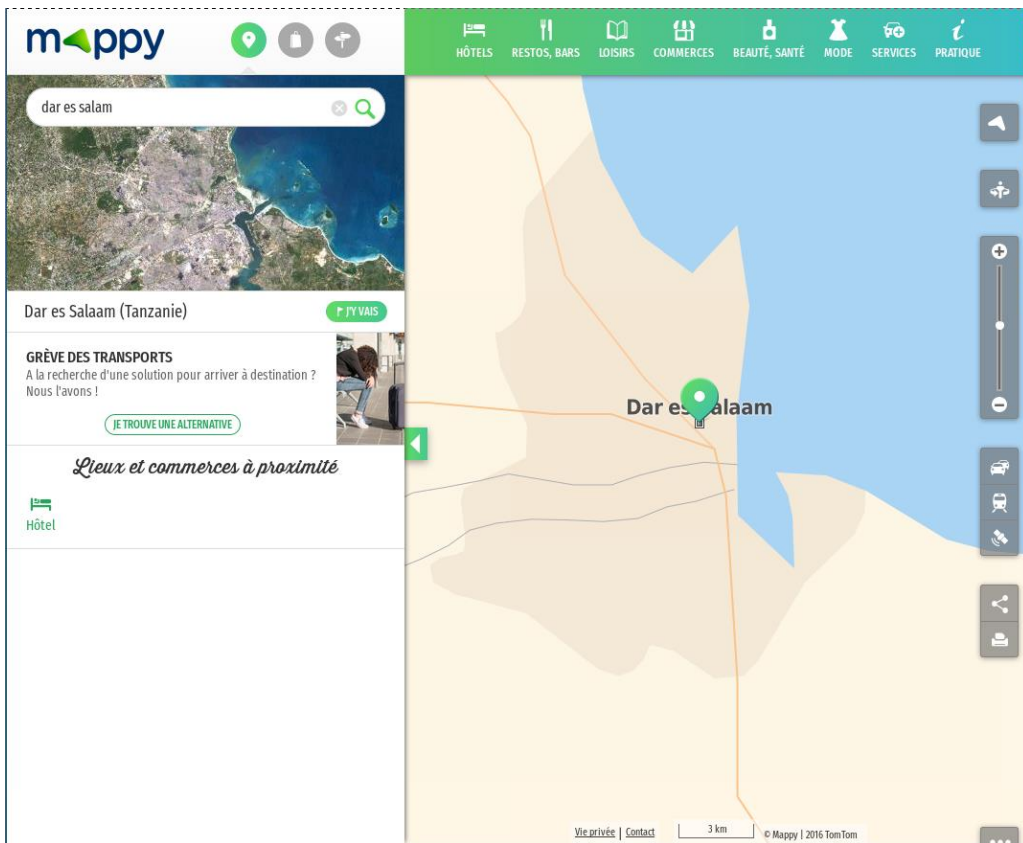 mappy
HÔTELS
RESTOS, BARS
LOISIRS
COMMERCES
BEAUTÉ, SANTÉ
MODE
SERVICES
PRATIQUE
dar es salam
Dar es Salaam (Tanzanie)
J'Y VAIS
GRÈVE DES TRANSPORTS
A la recherche d'une solution pour arriver à destination ?
Nous l'avons !
JE TROUVE UNE ALTERNATIVE
Lieux et commerces à proximité
Hôtel
Dar es Salaam
Vie privée | Contact
3 km
© Mappy | 2016 TomTom